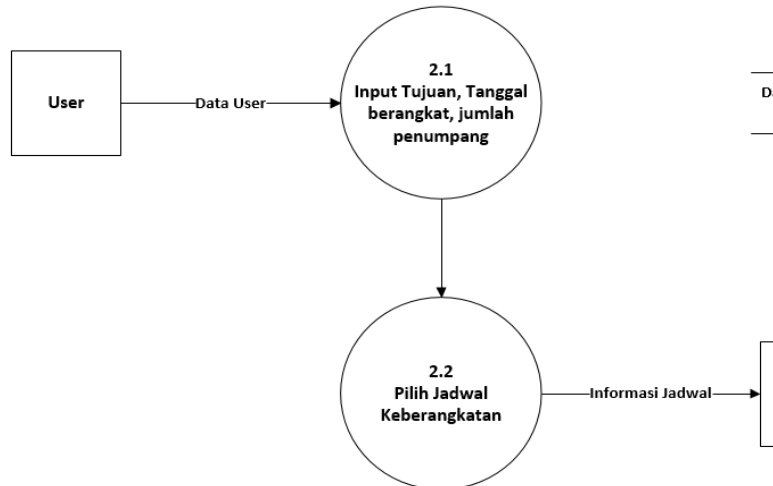 User
Data User
2.1
Input Tujuan, Tanggal
berangkat, jumlah
penumpang
2.2
Pilih Jadwal
Keberangkatan
Informasi Jadwal